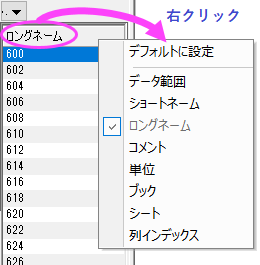 右クリック
ロングネーム
600
602
604
606
608
610
612
614
616
618
620
622
624
626
デフォルトに設定
データ範囲
ショートネーム
ロングネーム
コメント
単位
ブック
シート
列インデックス